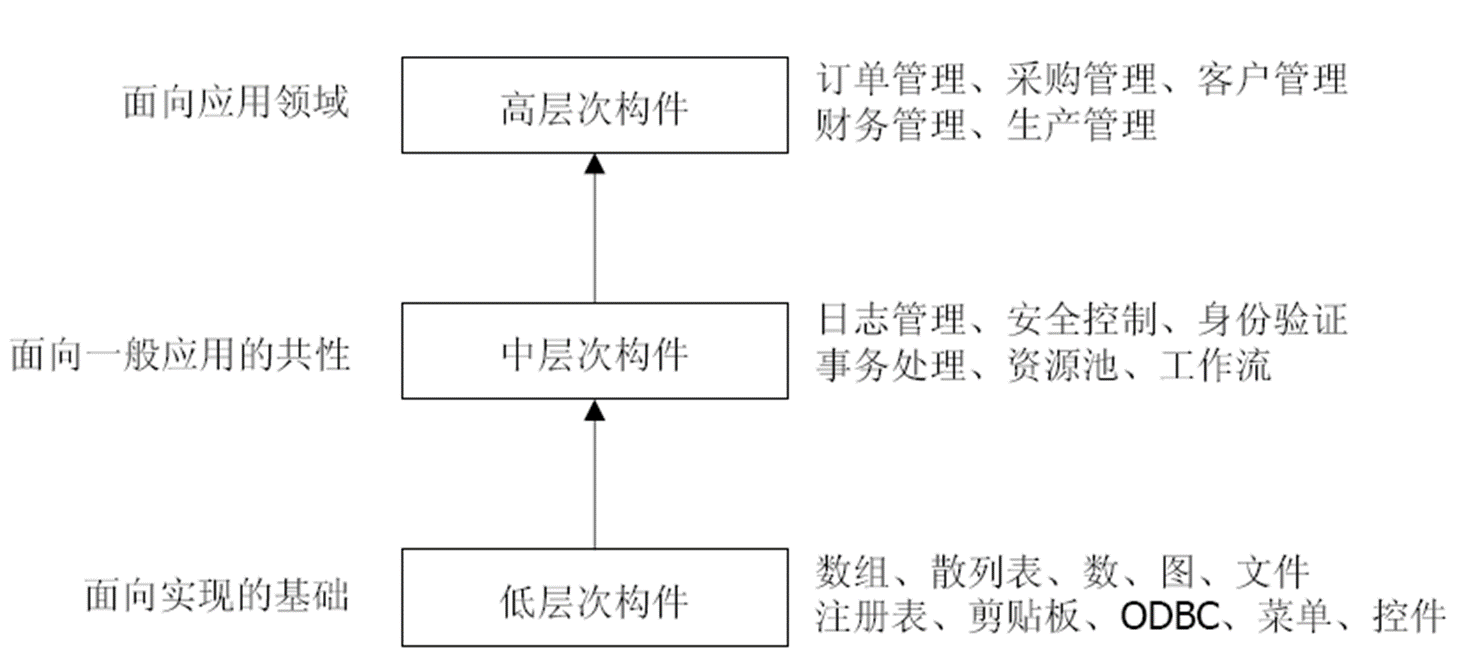 订单管理、采购管理、客户管理
面向应用领域
高层次构件
财务管理、生产管理
日志管理、安全控制、身份验证
面向一般应用的共性
中层次构件
事务处理、资源池、工作流
数组、散列表、数、图、文件
面向实现的基础
低层次构件
注册表、剪贴板、ODBC、菜单、控件